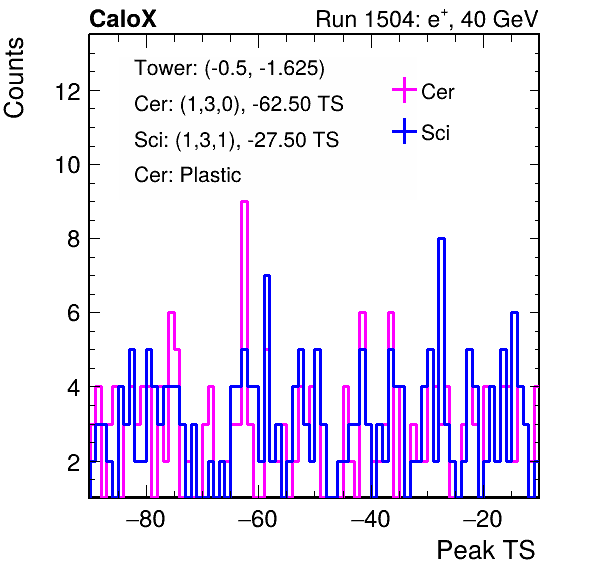 CaloX Run 1504: e+, 40 GeV
Counts
Tower: (-0.5, -1.625)
Cer: (1,3,0), -62.50 TS
Sci: (1,3,1), -27.50 TS
Cer: Plastic
Cer
Sci
12
10
8
6
4
2
−80 −60 −40 −20
Peak TS